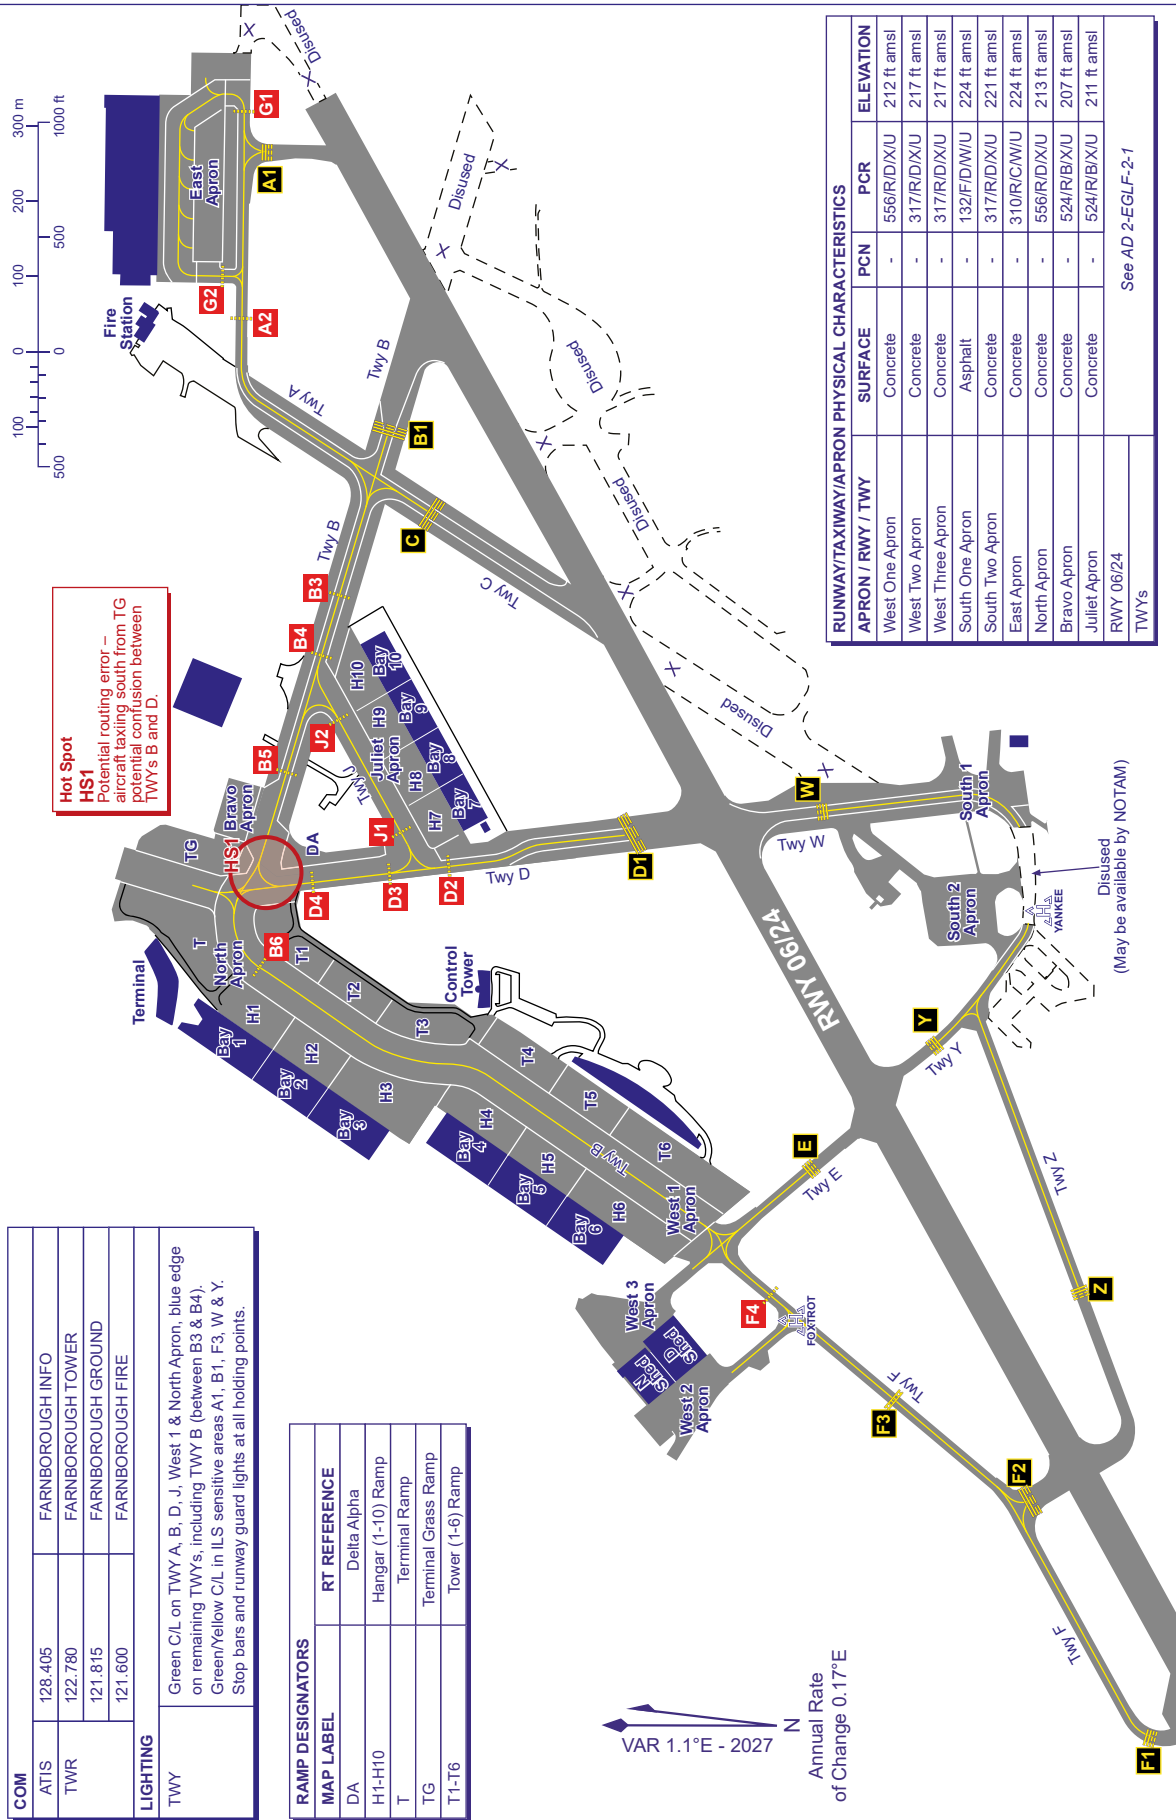 COM
ATIS 128.405 FARNBOROUGH INFO
TWR 122.780 FARNBOROUGH TOWER
121.815 FARNBOROUGH GROUND
121.600 FARNBOROUGH FIRE
LIGHTING
TWY Green C/L on TWY A, B, D, J, West 1 & North Apron, blue edge
on remaining TWYs, including TWY B (between B3 & B4).
Green/Yellow C/L in ILS sensitive areas A1, B1, F3, W & Y.
Stop bars and runway guard lights at all holding points.
RAMP DESIGNATORS
MAP LABEL RT REFERENCE
DA Delta Alpha
H1-H10 Hangar (1-10) Ramp
T Terminal Ramp
TG Terminal Grass Ramp
T1-T6 Tower (1-6) Ramp
VAR 1.1°E - 2027
N
Annual Rate
of Change 0.17°E
Hot Spot
HS1
Potential routing error –
aircraft taxiing south from TG
potential confusion between
TWYs B and D.
500
100
0
0
100
500
200
300 m
1000 ft
Fire
Station
East
Apron
G1
G2
A1
A2
Twy A
Twy B
B1
C
Twy C
Twy B
B3
B4
B5
J2
Twy J
J1
Juliet
Apron
H10
H9
H8
H7
Bay
10
Bay
9
Bay
8
Bay
7
Bravo
Apron
TG
HS1
DA
D4
D3
D2
Twy D
D1
Terminal
T
North
Apron
B6
T1
T2
T3
T4
T5
T6
Control
Tower
Bay
1
Bay
2
Bay
3
Bay
4
Bay
5
Bay
6
H1
H2
H3
H4
H5
H6
Twy B
West 1
Apron
West 3
Apron
N
Shed
D
Shed
West 2
Apron
F4
FOXTROT
H
Twy E
E
Twy F
F3
F2
Twy F
F1
RWY 06/24
Twy Y
Y
Twy Z
Z
Twy W
W
South 1
Apron
South 2
Apron
H
YANKEE
Disused
(May be available by NOTAM)
Disused
Disused
Disused
Disused
Disused
X
X
X
X
X
X
X
X
RUNWAY/TAXIWAY/APRON PHYSICAL CHARACTERISTICS
APRON / RWY / TWY SURFACE PCN PCR ELEVATION
West One Apron Concrete - 556/R/D/X/U 212 ft amsl
West Two Apron Concrete - 317/R/D/X/U 217 ft amsl
West Three Apron Concrete - 317/R/D/X/U 217 ft amsl
South One Apron Asphalt - 132/F/D/W/U 224 ft amsl
South Two Apron Concrete - 317/R/D/X/U 221 ft amsl
East Apron Concrete - 310/R/C/W/U 224 ft amsl
North Apron Concrete - 556/R/D/X/U 213 ft amsl
Bravo Apron Concrete - 524/R/B/X/U 207 ft amsl
Juliet Apron Concrete - 524/R/B/X/U 211 ft amsl
RWY 06/24
TWYs
See AD 2-EGLF-2-1